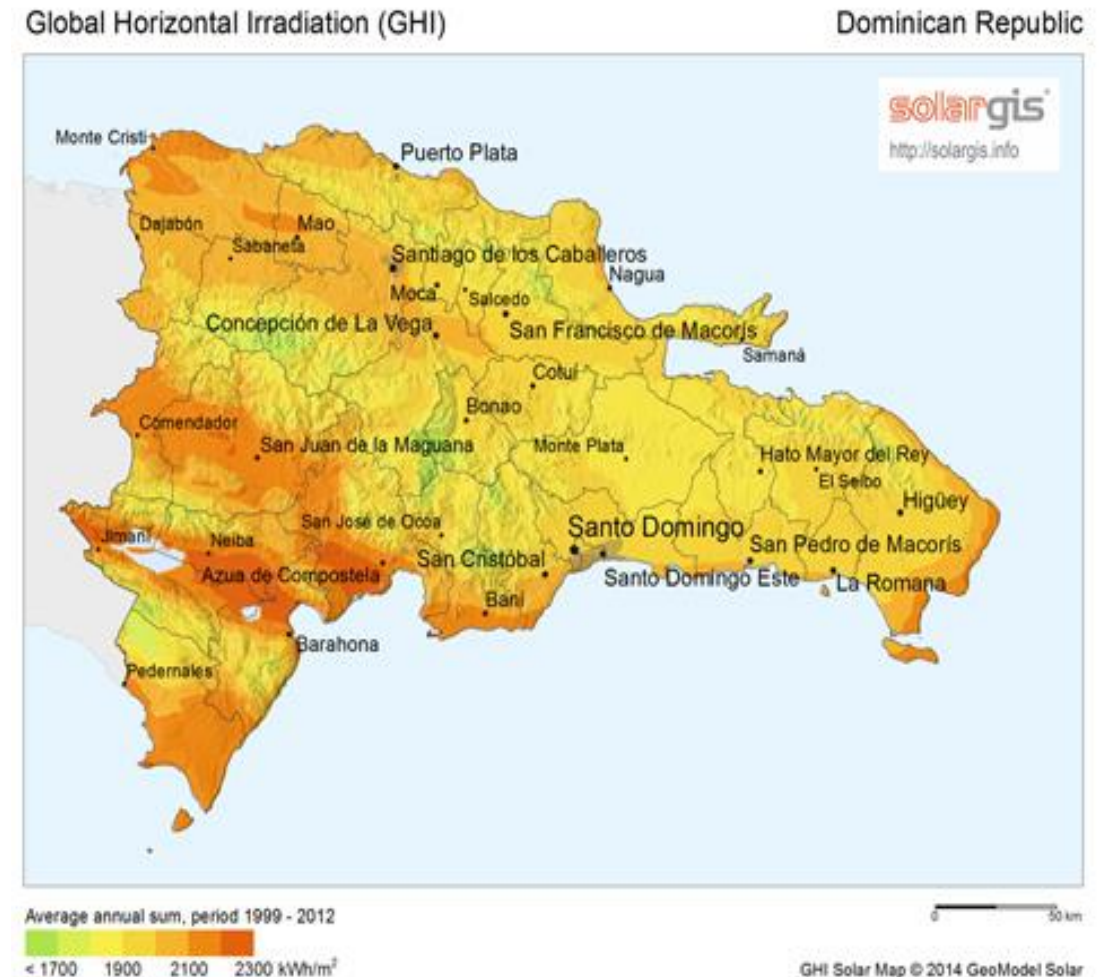 Global Horizontal Irradiation (GHI)
Dominican Republic
solargis
http://solargis.info
Monte Cristi
Puerto Plata
Dajabón
Mao
Sabaneta
Santiago de los Caballeros
Nagua
Moca
Salcedo
Concepción de La Vega
San Francisco de Macorís
Samaná
Cotuí
Bonao
Comendador
San Juan de la Maguana
Monte Plata
Hato Mayor del Rey
El Seibo
Higüey
San José de Ocoa
Santo Domingo
Jimaní
Neiba
San Cristóbal
San Pedro de Macorís
Azua de Compostela
Santo Domingo Este
La Romana
Baní
Barahona
Pedernales
Average annual sum, period 1999 - 2012
0 50 km
< 1700 1900 2100 2300 kWh/m²
GHI Solar Map © 2014 GeoModel Solar